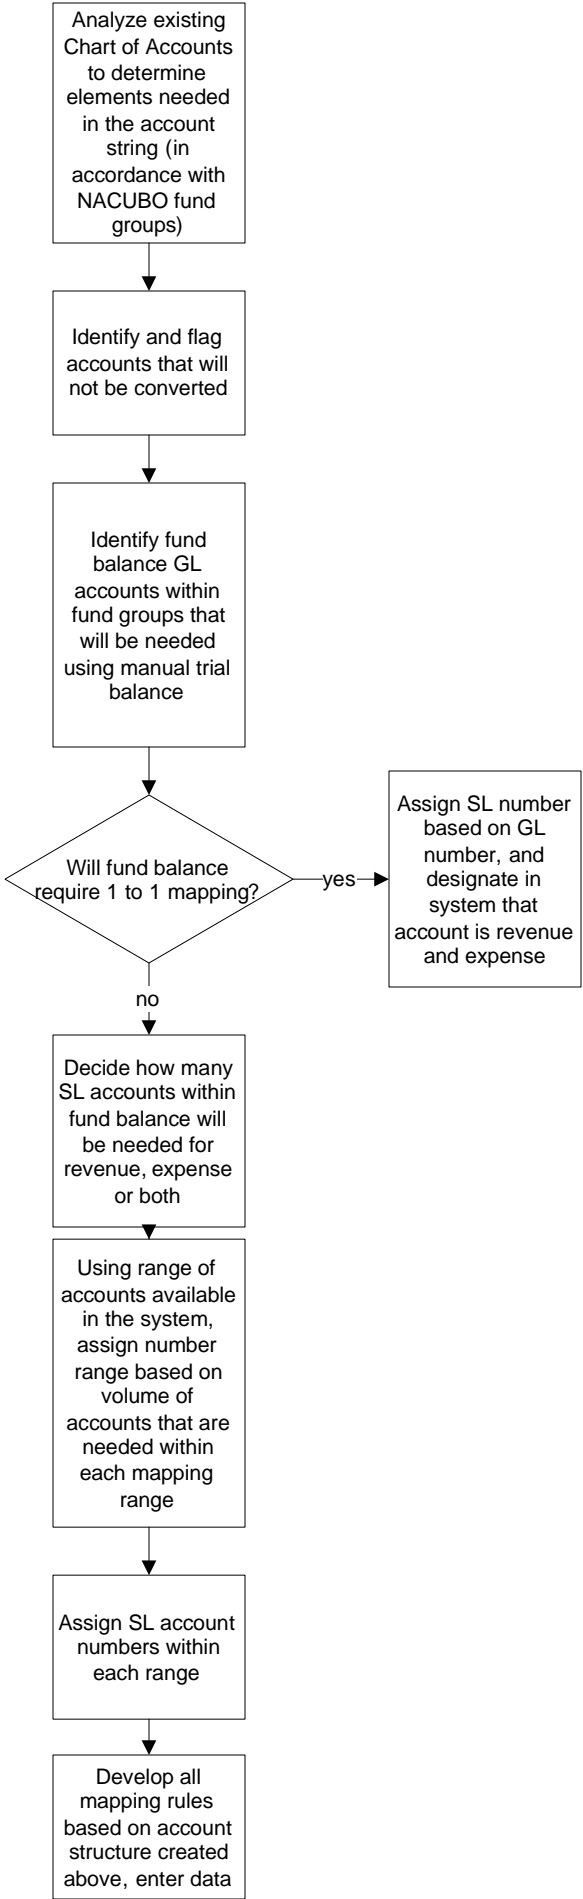 Analyze existing
Chart of Accounts
to determine
elements needed
in the account
string (in
accordance with
NACUBO fund
groups)
Identify and flag
accounts that will
not be converted
Identify fund
balance GL
accounts within
fund groups that
will be needed
using manual trial
balance
Will fund balance
require 1 to 1 mapping?
yes
Assign SL number
based on GL
number, and
designate in
system that
account is revenue
and expense
no
Decide how many
SL accounts within
fund balance will
be needed for
revenue, expense
or both
Using range of
accounts available
in the system,
assign number
range based on
volume of
accounts that are
needed within
each mapping
range
Assign SL account
numbers within
each range
Develop all
mapping rules
based on account
structure created
above, enter data